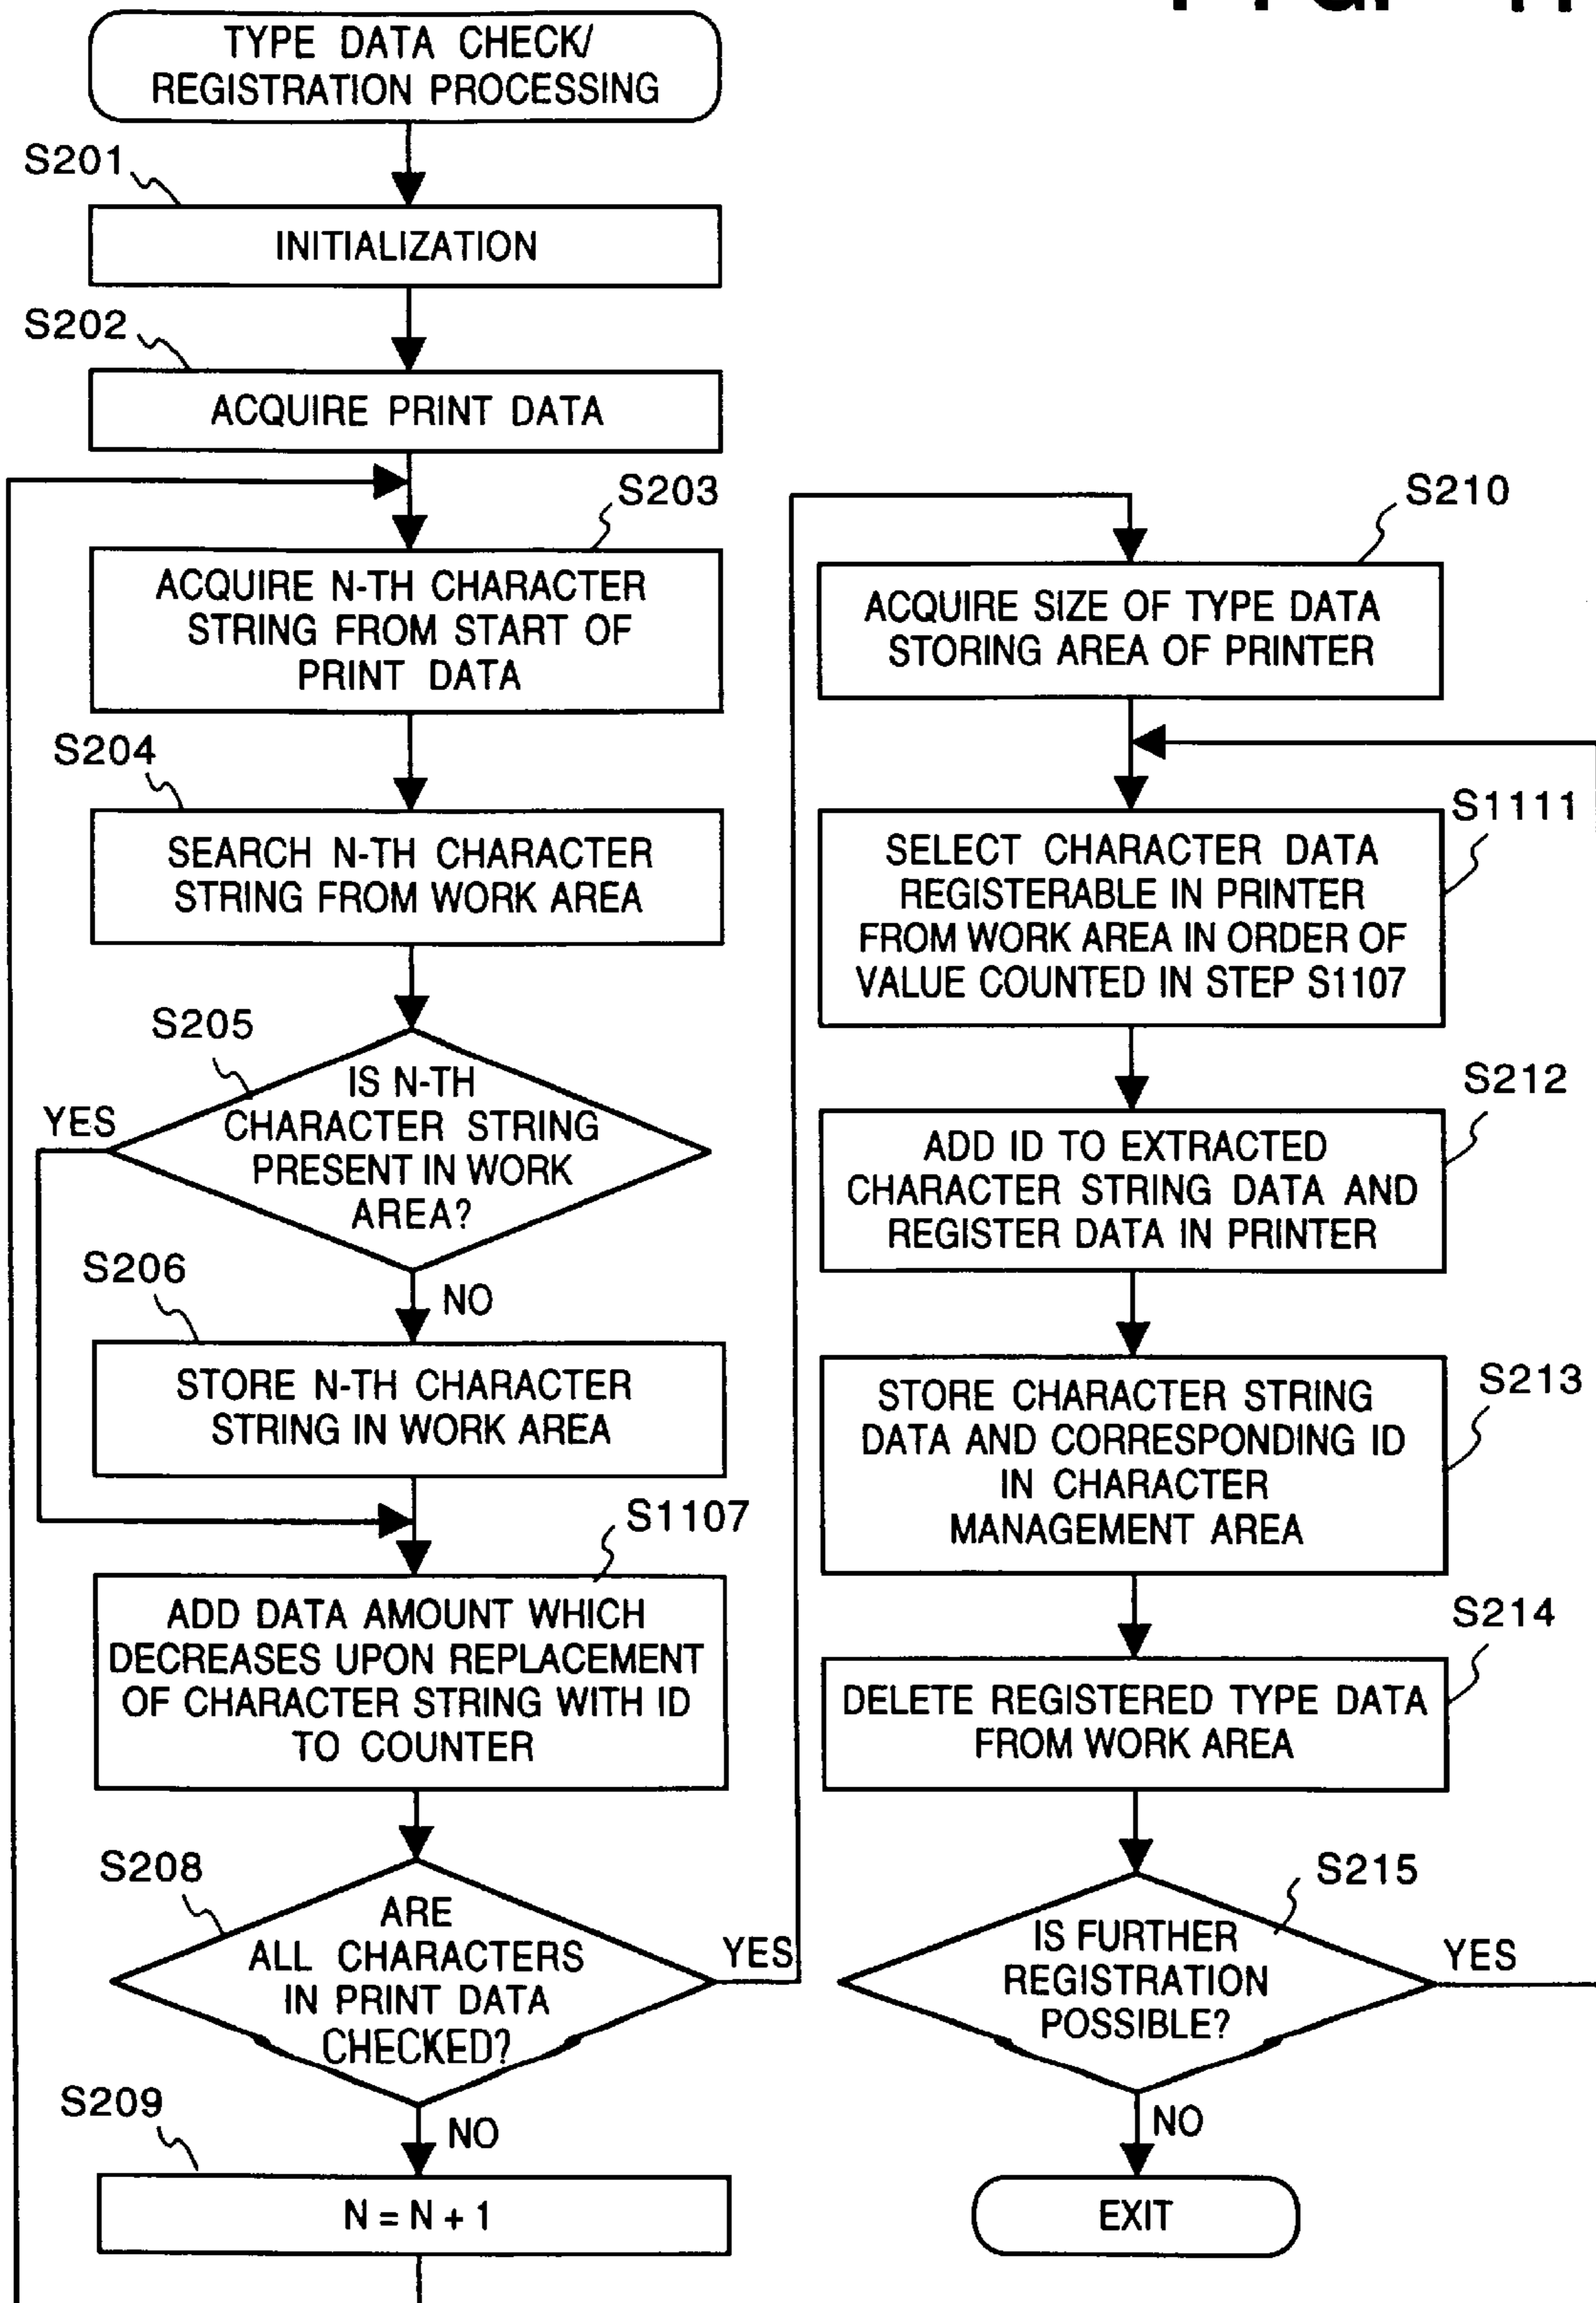 TYPE DATA CHECK/
REGISTRATION PROCESSING
S201
INITIALIZATION
S202
ACQUIRE PRINT DATA
S203
ACQUIRE N-TH CHARACTER
STRING FROM START OF
PRINT DATA
S204
SEARCH N-TH CHARACTER
STRING FROM WORK AREA
S205
IS N-TH
CHARACTER STRING
PRESENT IN WORK
AREA?
YES
NO
S206
STORE N-TH CHARACTER
STRING IN WORK AREA
S1107
ADD DATA AMOUNT WHICH
DECREASES UPON REPLACEMENT
OF CHARACTER STRING WITH ID
TO COUNTER
S208
ARE
ALL CHARACTERS
IN PRINT DATA
CHECKED?
YES
NO
S209
N = N + 1
S210
ACQUIRE SIZE OF TYPE DATA
STORING AREA OF PRINTER
S1111
SELECT CHARACTER DATA
REGISTERABLE IN PRINTER
FROM WORK AREA IN ORDER OF
VALUE COUNTED IN STEP S1107
S212
ADD ID TO EXTRACTED
CHARACTER STRING DATA AND
REGISTER DATA IN PRINTER
S213
STORE CHARACTER STRING
DATA AND CORRESPONDING ID
IN CHARACTER
MANAGEMENT AREA
S214
DELETE REGISTERED TYPE DATA
FROM WORK AREA
S215
IS FURTHER
REGISTRATION
POSSIBLE?
YES
NO
EXIT